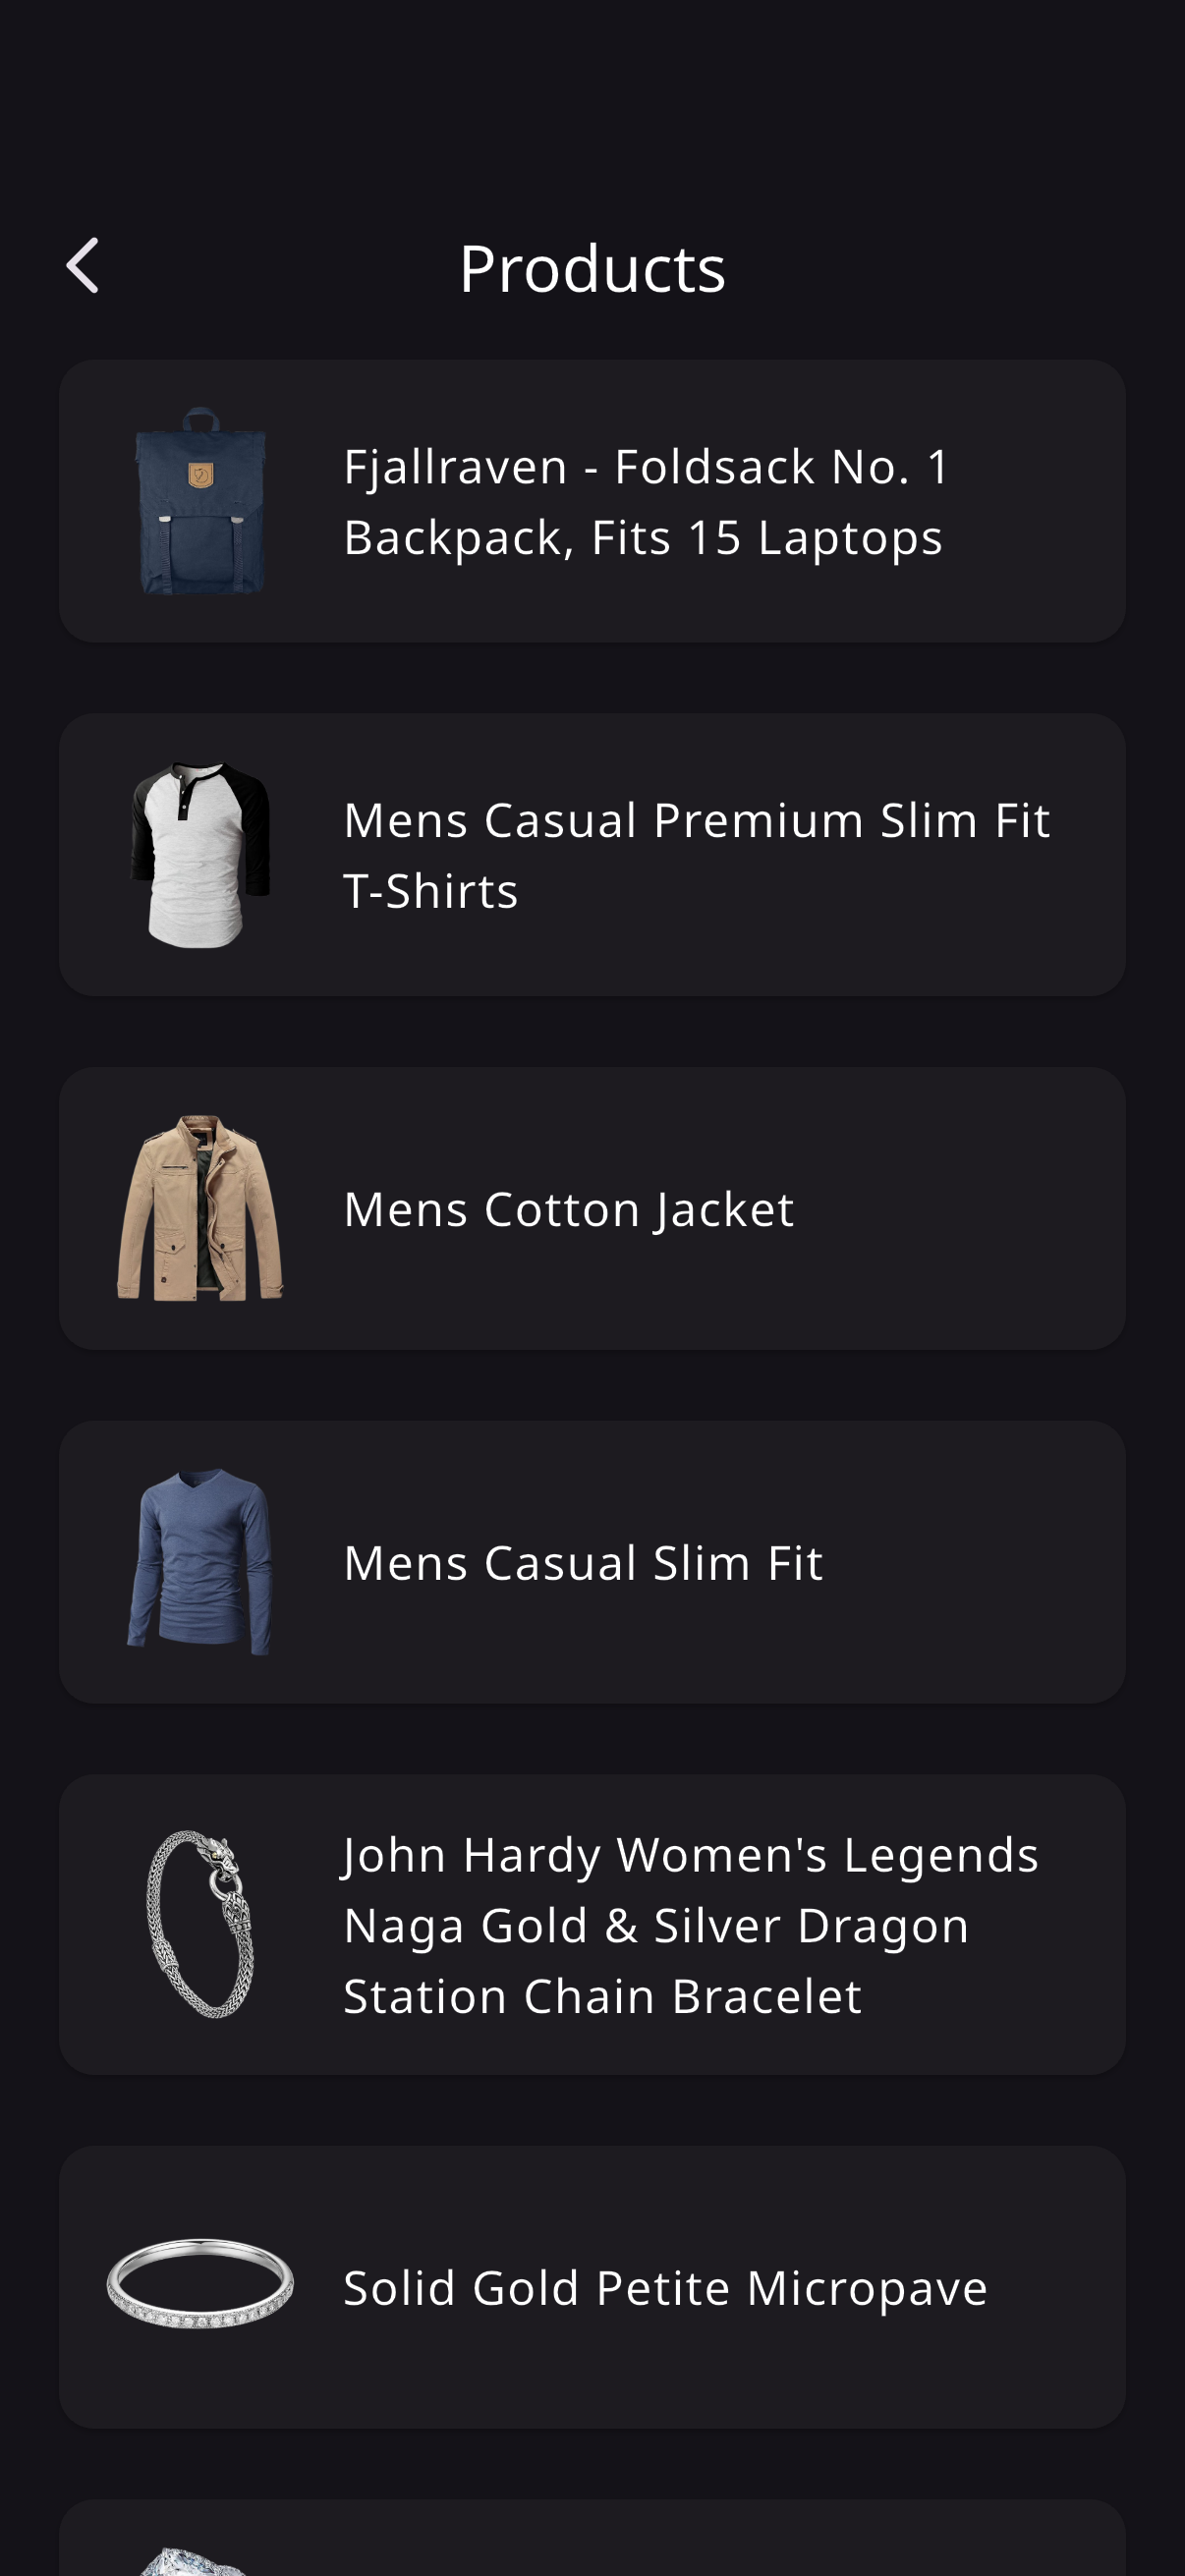 Products
Fjallraven - Foldsack No. 1
Backpack, Fits 15 Laptops
Mens Casual Premium Slim Fit
T-Shirts
Mens Cotton Jacket
Mens Casual Slim Fit
John Hardy Women's Legends
Naga Gold & Silver Dragon
Station Chain Bracelet
Solid Gold Petite Micropave